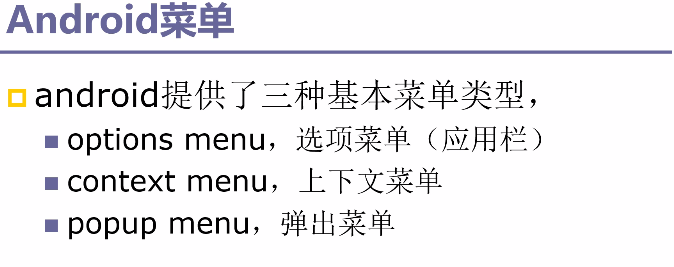 Android菜单
android提供了三种基本菜单类型，
options menu，选项菜单（应用栏）
context menu，上下文菜单
popup menu，弹出菜单